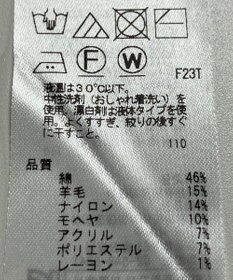 F W
F23T
液温は30℃以下。
中性洗剤(おしゃれ着洗い)を
使用。漂白剤は液体タイプを使
用し、よくすすぎ、絞りの後すぐ
に干すこと。
110
品質
綿 46%
羊毛 15%
ナイロン 14%
モヘヤ 10%
アクリル 7%
ポリエステル 7%
レーヨン 1%